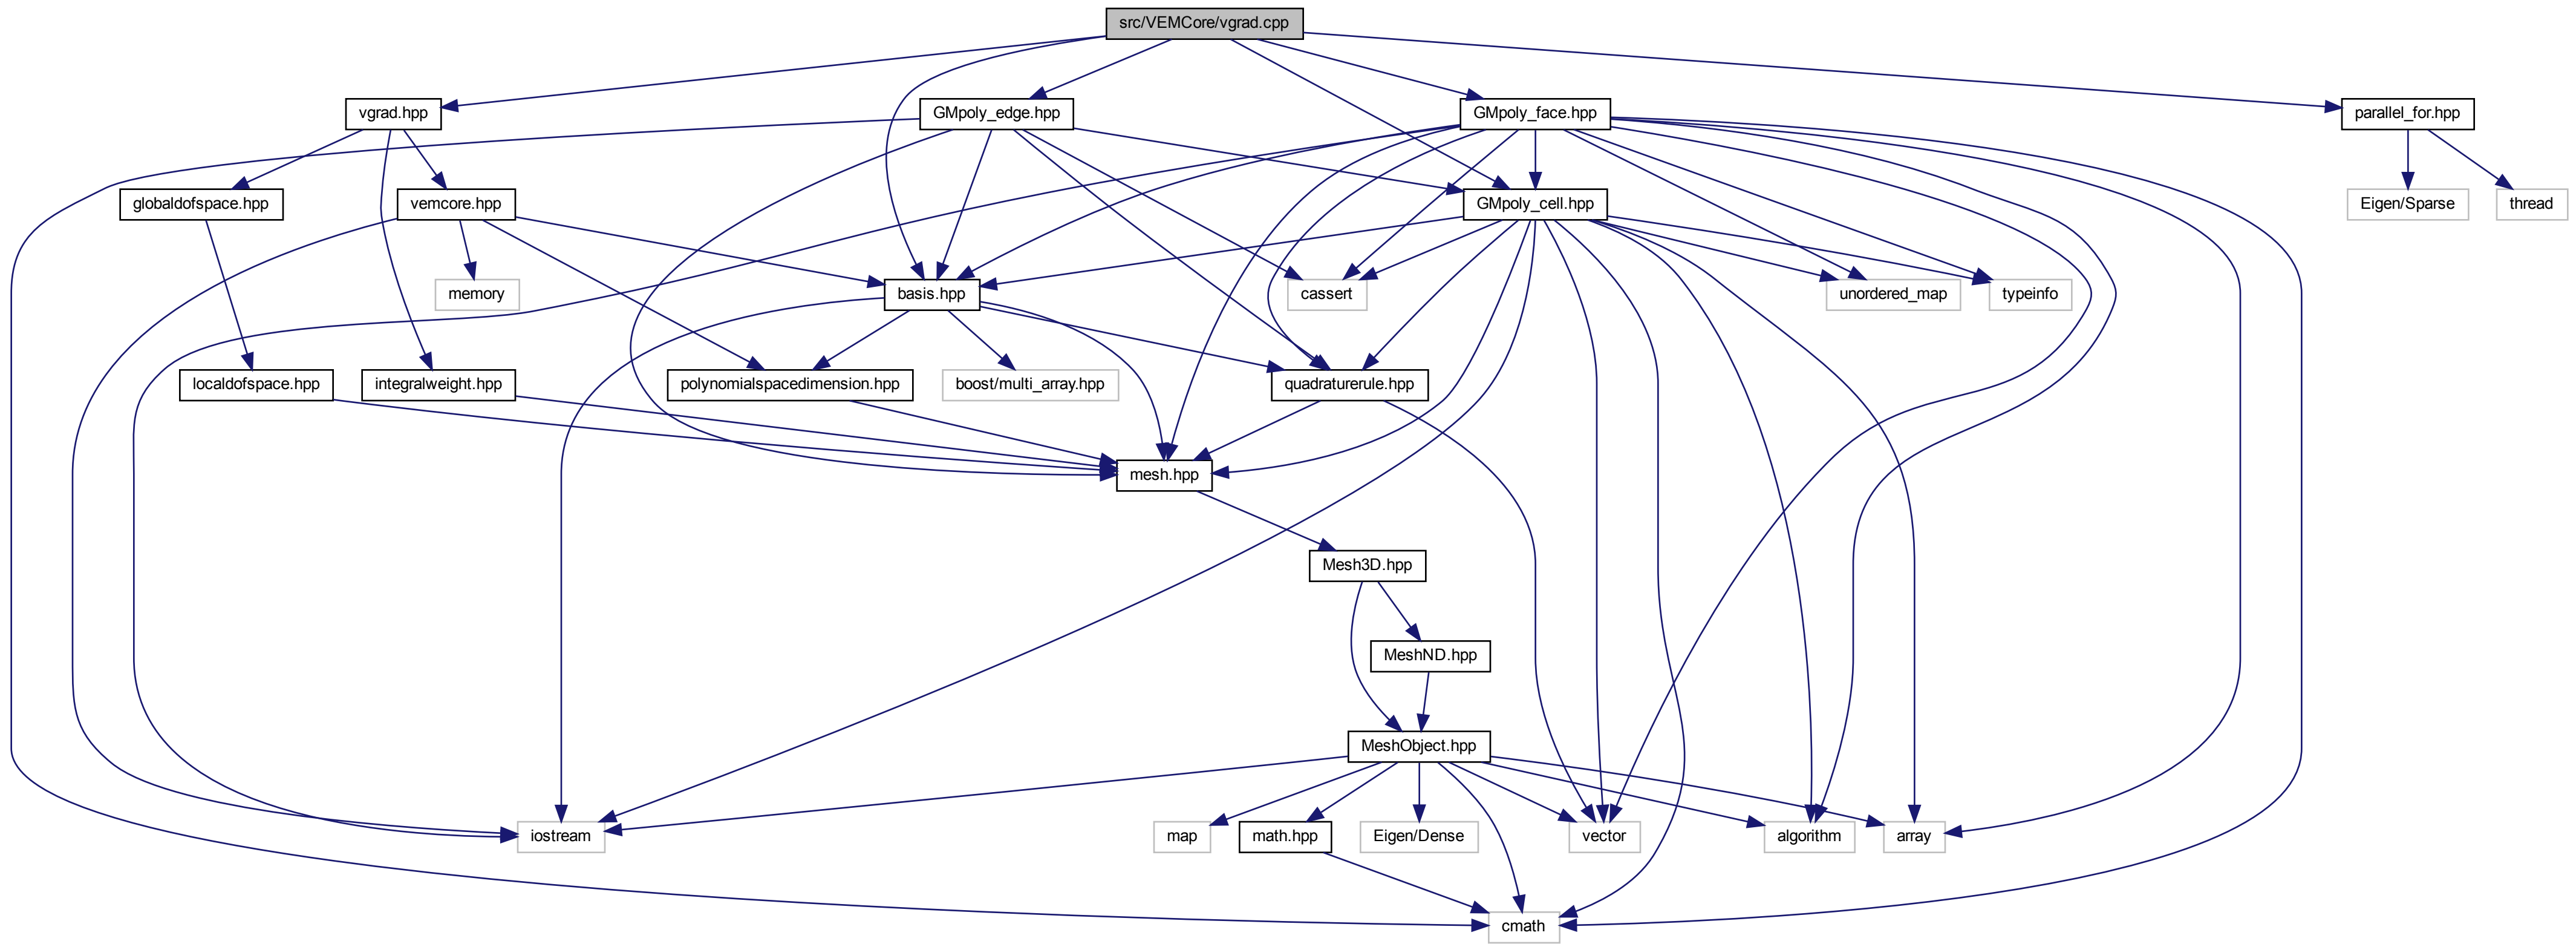 src/VEMCore/vgrad.cpp
vgrad.hpp
GMpoly_edge.hpp
GMpoly_face.hpp
parallel_for.hpp
globaldofspace.hpp
vemcore.hpp
GMpoly_cell.hpp
Eigen/Sparse
thread
memory
basis.hpp
cassert
unordered_map
typeinfo
localdofspace.hpp
integralweight.hpp
polynomialspacedimension.hpp
boost/multi_array.hpp
quadraturerule.hpp
mesh.hpp
Mesh3D.hpp
MeshND.hpp
MeshObject.hpp
iostream
map
math.hpp
Eigen/Dense
vector
algorithm
array
cmath